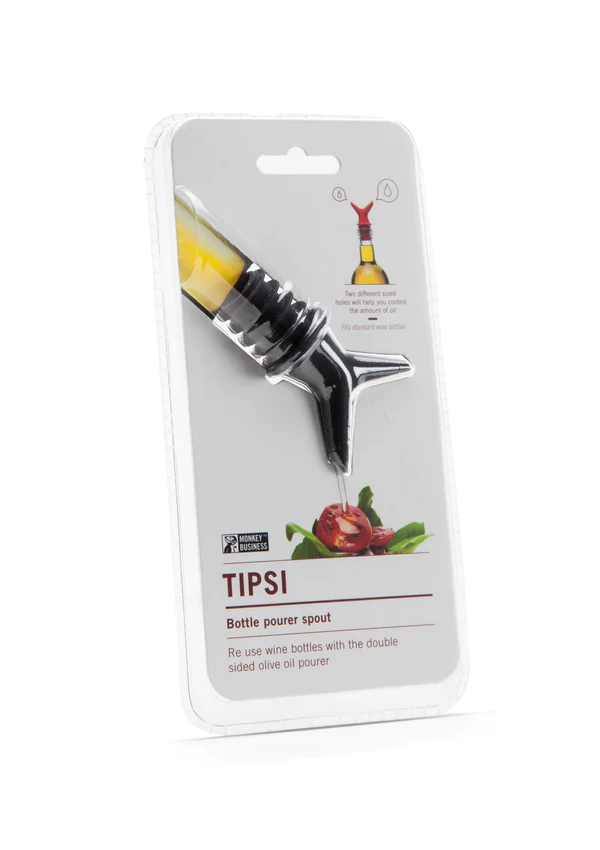 Two different sized
holes will help you control
the amount of oil
Fits standard wine bottles
MONKEY™
BUSINESS
TIPSI
Bottle pourer spout
Re use wine bottles with the double
sided olive oil pourer